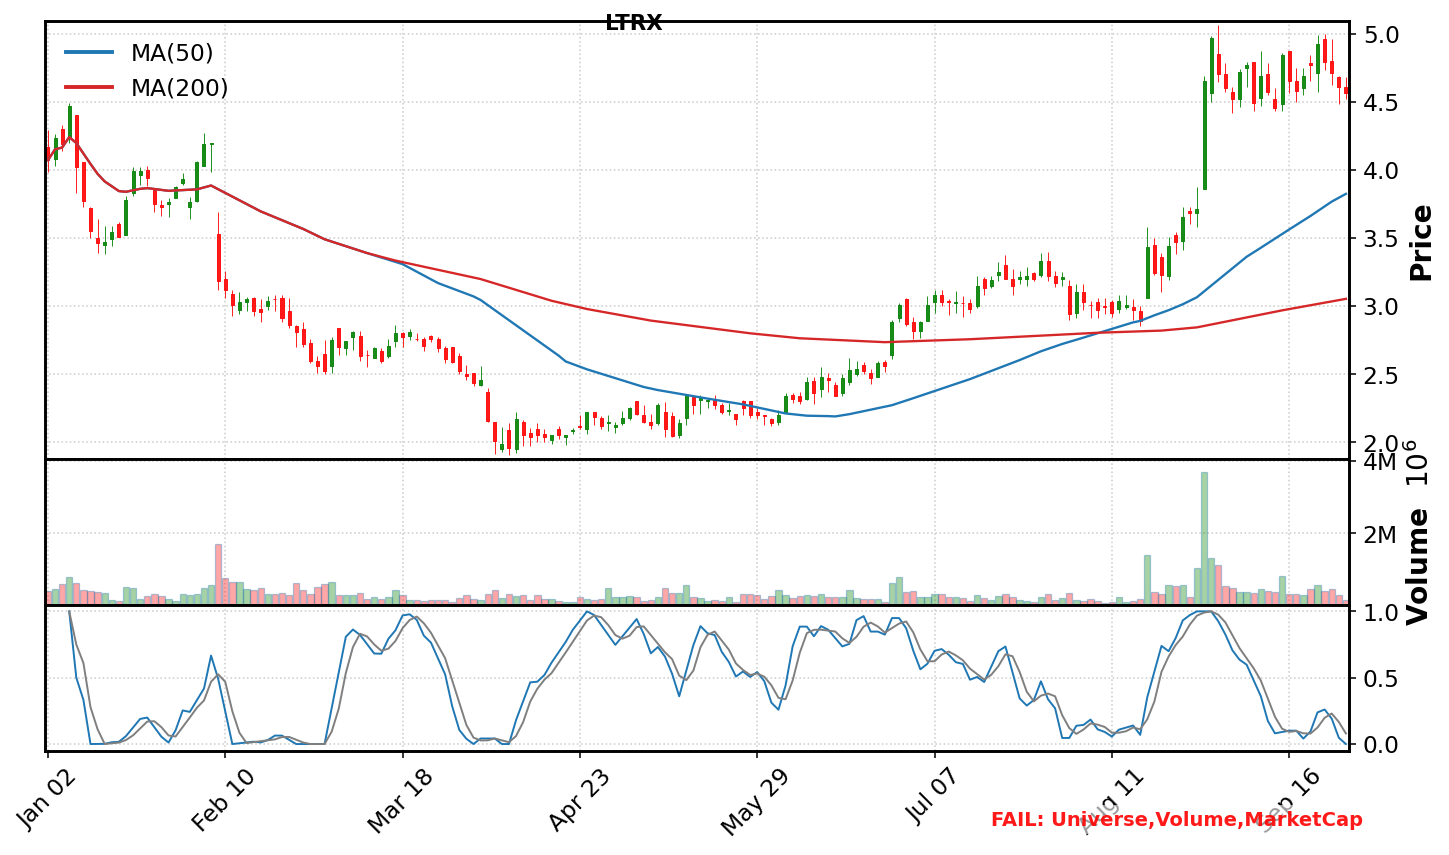 LTRX
MA(50)
MA(200)
5.0
4.5
4.0
3.5
3.0
2.5
2.0
Price
4M
2M
Volume 10^6
1.0
0.5
0.0
Jan 02
Feb 10
Mar 18
Apr 23
May 29
Jul 07
Aug 11
Sep 16
FAIL: Universe,Volume,MarketCap